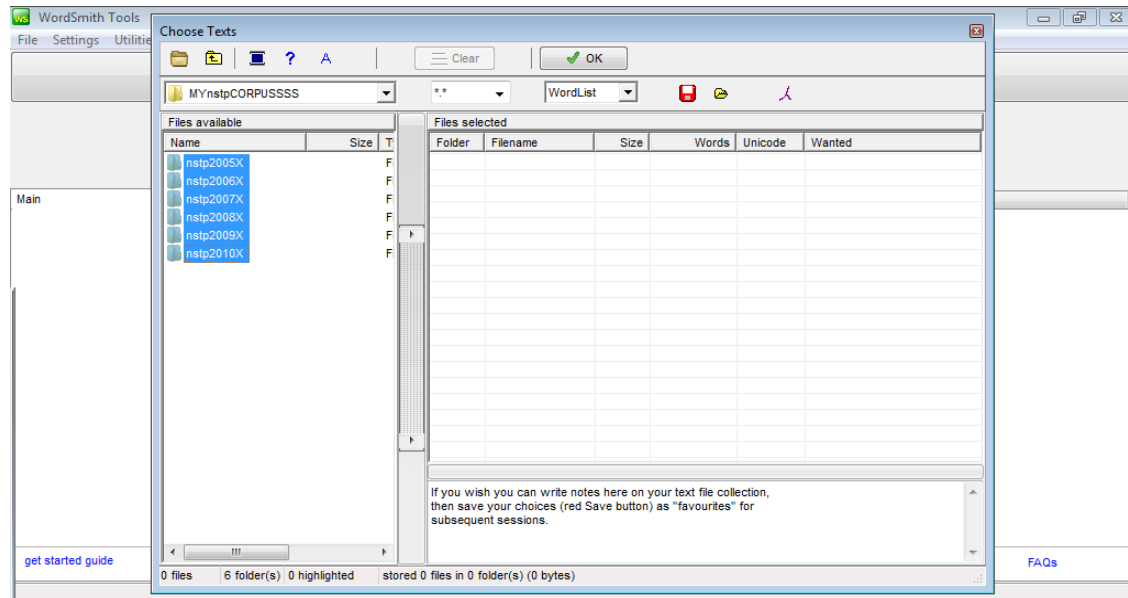 WS WordSmith Tools
File Settings Utilitie
Choose Texts
? A Clear OK
MYnstpCORPUSSSS *.* WordList
Files available Files selected
Name Size T Folder Filename Size Words Unicode Wanted
nstp2005X F
nstp2006X F
nstp2007X F
nstp2008X F
nstp2009X F
nstp2010X F
Main
If you wish you can write notes here on your text file collection,
then save your choices (red Save button) as "favourites" for
subsequent sessions.
get started guide FAQs
0 files 6 folder(s) 0 highlighted stored 0 files in 0 folder(s) (0 bytes)